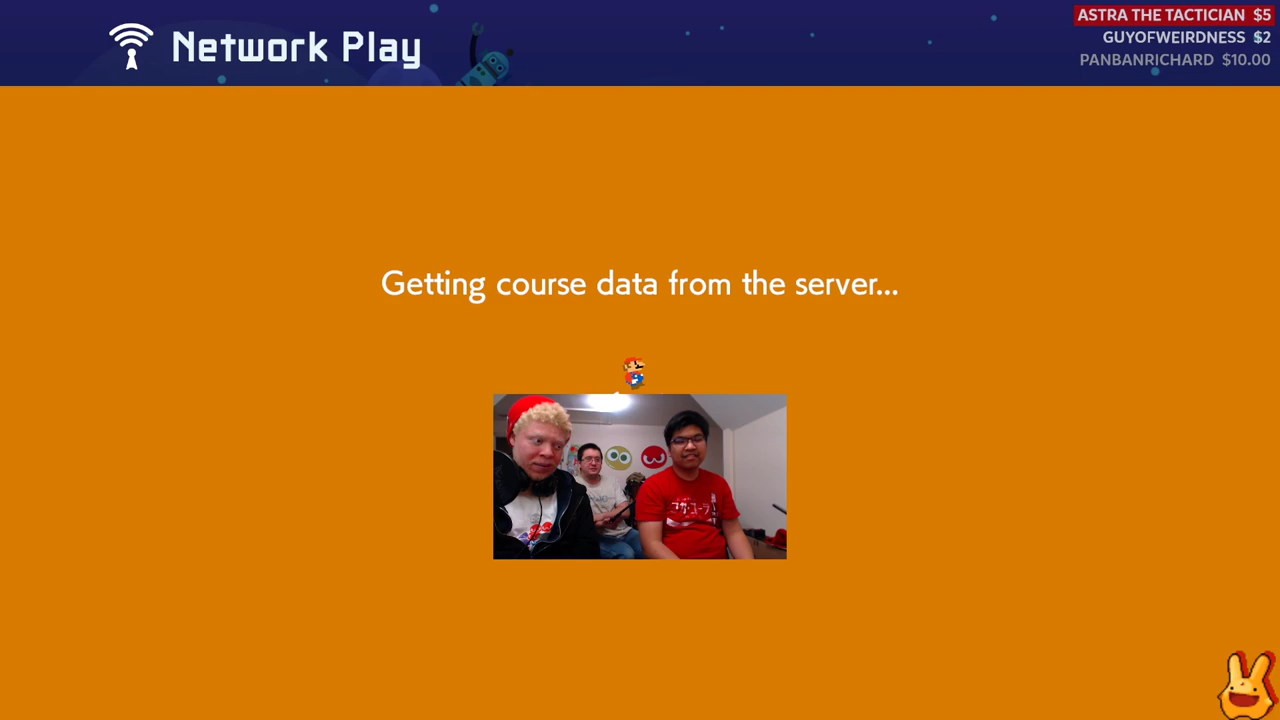 Network Play
ASTRA THE TACTICIAN $5
GUYOFWEIRDNESS $2
PANBANRICHARD $10.00
Getting course data from the server...